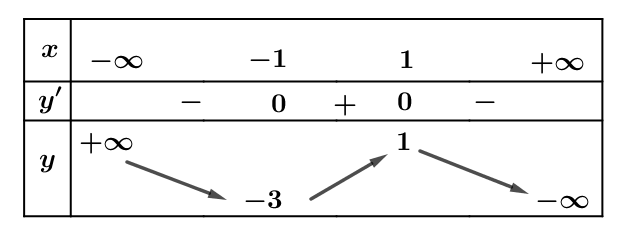 x −∞ −1 1 +∞
y′ − 0 + 0 −
+∞ 1
y
−3 −∞